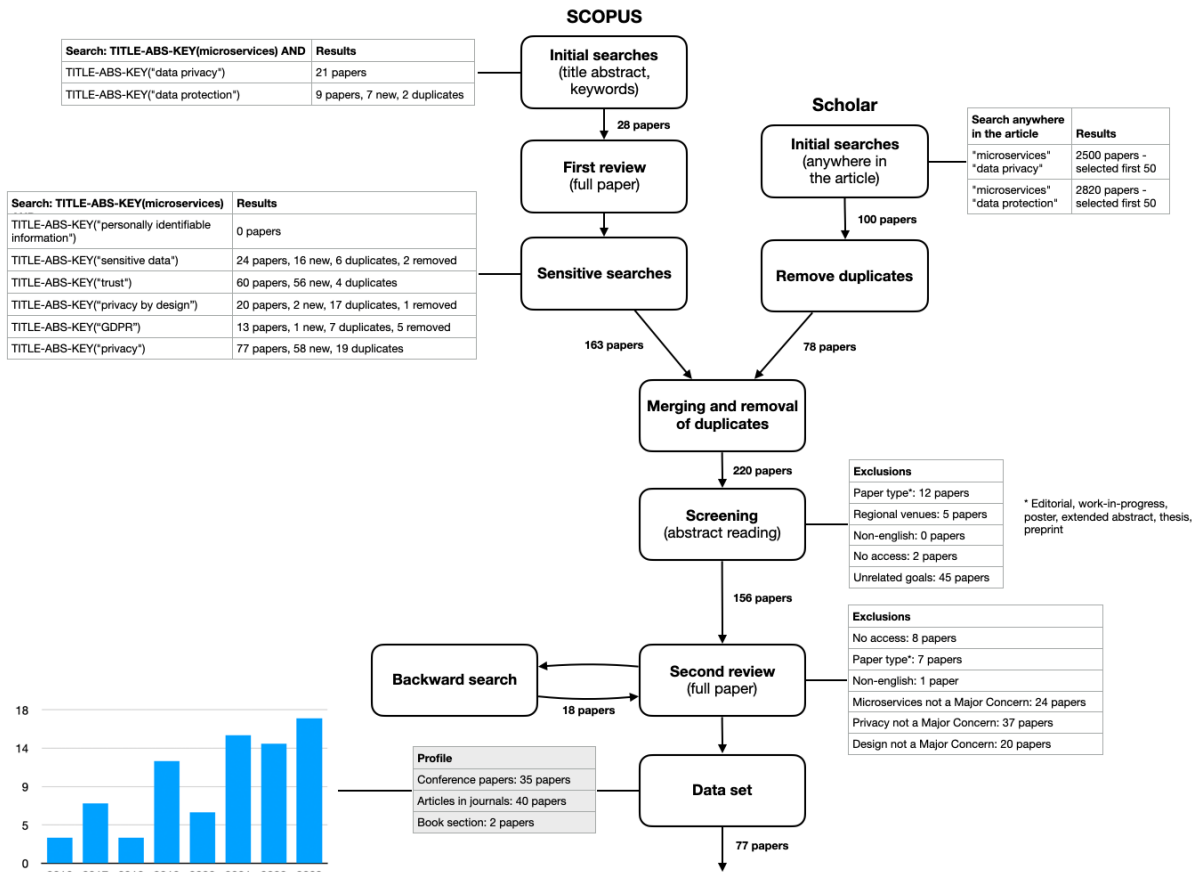 SCOPUS
Search: TITLE-ABS-KEY(microservices) AND Results
TITLE-ABS-KEY("data privacy") 21 papers
TITLE-ABS-KEY("data protection") 9 papers, 7 new, 2 duplicates
Initial searches
(title abstract,
keywords)
28 papers
First review
(full paper)
Scholar
Initial searches
(anywhere in
the article)
Search anywhere
in the article Results
"microservices" 2500 papers -
"data privacy" selected first 50
"microservices" 2820 papers -
"data protection" selected first 50
100 papers
Remove duplicates
Search: TITLE-ABS-KEY(microservices) Results
TITLE-ABS-KEY("personally identifiable
information") 0 papers
TITLE-ABS-KEY("sensitive data") 24 papers, 16 new, 6 duplicates, 2 removed
TITLE-ABS-KEY("trust") 60 papers, 56 new, 4 duplicates
TITLE-ABS-KEY("privacy by design") 20 papers, 2 new, 17 duplicates, 1 removed
TITLE-ABS-KEY("GDPR") 13 papers, 1 new, 7 duplicates, 5 removed
TITLE-ABS-KEY("privacy") 77 papers, 58 new, 19 duplicates
Sensitive searches
163 papers
78 papers
Merging and removal
of duplicates
220 papers
Screening
(abstract reading)
Exclusions
Paper type*: 12 papers
Regional venues: 5 papers
Non-english: 0 papers
No access: 2 papers
Unrelated goals: 45 papers
* Editorial, work-in-progress,
poster, extended abstract, thesis,
preprint
156 papers
Backward search
18 papers
Second review
(full paper)
Exclusions
No access: 8 papers
Paper type*: 7 papers
Non-english: 1 paper
Microservices not a Major Concern: 24 papers
Privacy not a Major Concern: 37 papers
Design not a Major Concern: 20 papers
Data set
77 papers
Profile
Conference papers: 35 papers
Articles in journals: 40 papers
Book section: 2 papers
18
14
9
5
0